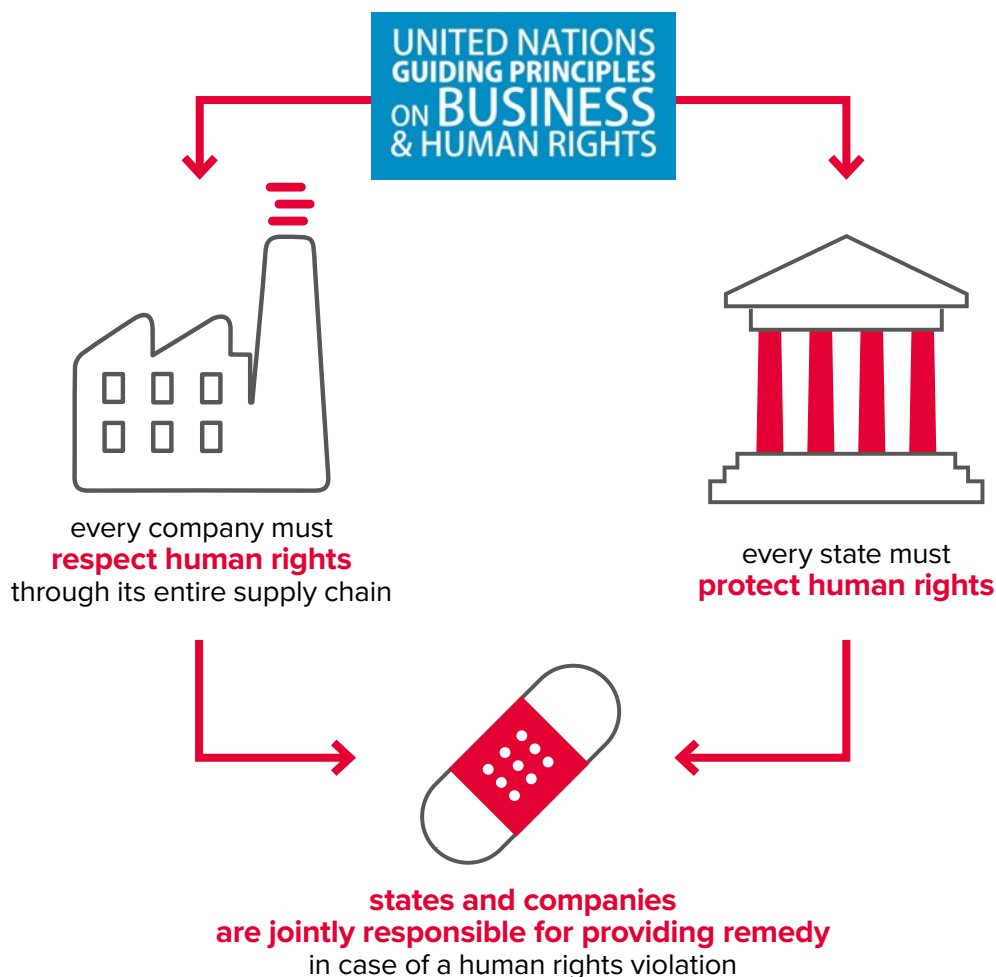 UNITED NATIONS
GUIDING PRINCIPLES
ON BUSINESS
& HUMAN RIGHTS
every company must
respect human rights
through its entire supply chain
every state must
protect human rights
states and companies
are jointly responsible for providing remedy
in case of a human rights violation